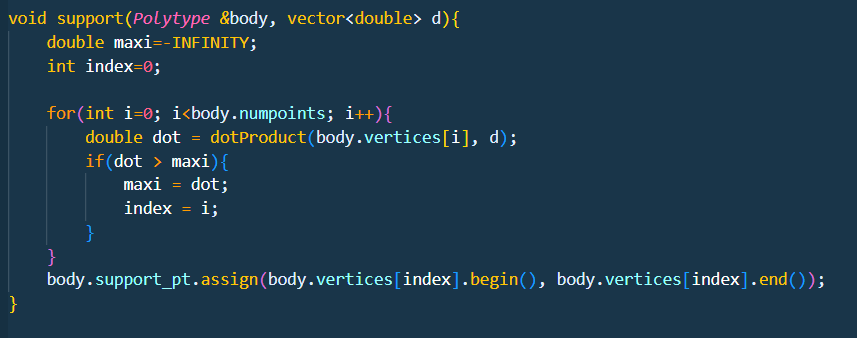 void support(Polytype &body, vector<double> d){
    double maxi=-INFINITY;
    int index=0;

    for(int i=0; i<body.numpoints; i++){
        double dot = dotProduct(body.vertices[i], d);
        if(dot > maxi){
            maxi = dot;
            index = i;
        }
    }
    body.support_pt.assign(body.vertices[index].begin(), body.vertices[index].end());
}